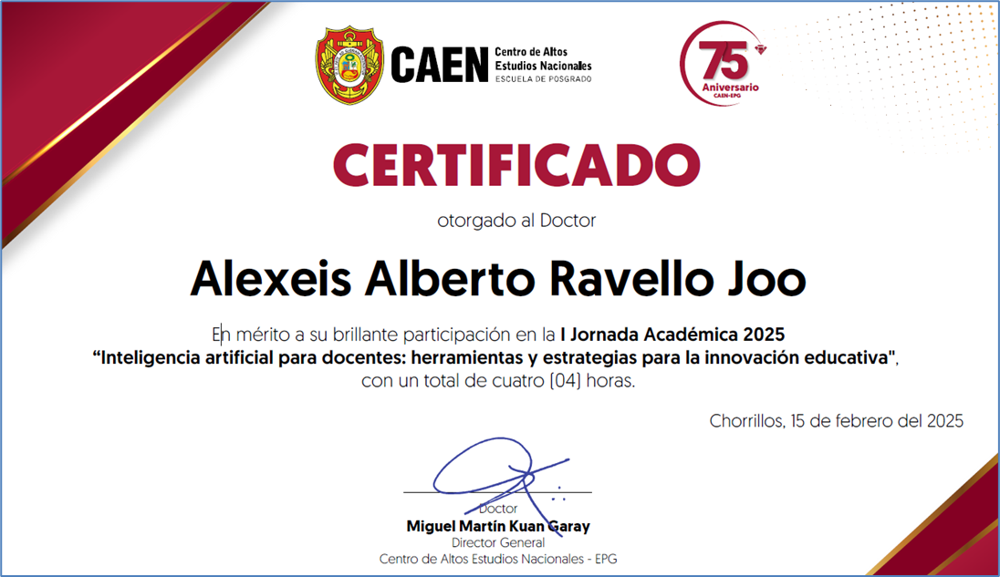 CAEN
Centro de Altos
Estudios Nacionales
ESCUELA DE POSGRADO
75
Aniversario
CAEN-EPG
CERTIFICADO
otorgado al Doctor
Alexeis Alberto Ravello Joo
En mérito a su brillante participación en la I Jornada Académica 2025
“Inteligencia artificial para docentes: herramientas y estrategias para la innovación educativa",
con un total de cuatro (04) horas.
Chorrillos, 15 de febrero del 2025
Doctor
Miguel Martín Kuan Garay
Director General
Centro de Altos Estudios Nacionales - EPG